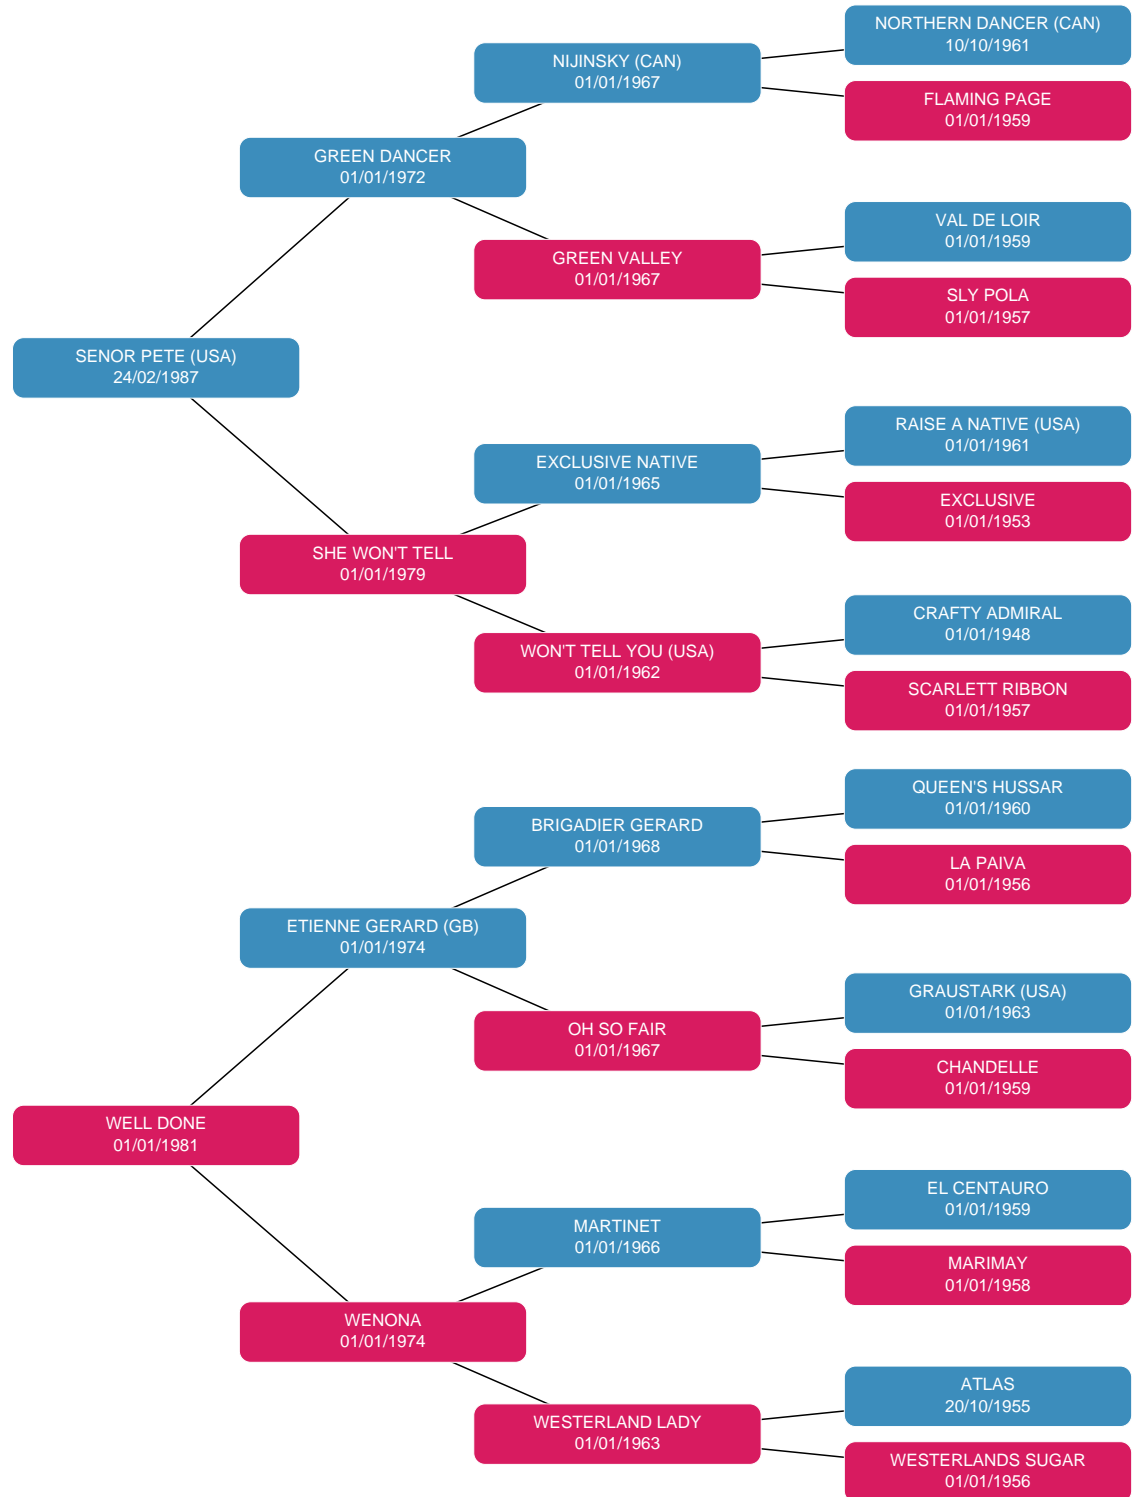 NORTHERN DANCER (CAN)
10/10/1961
NIJINSKY (CAN)
01/01/1967
FLAMING PAGE
01/01/1959
GREEN DANCER
01/01/1972
VAL DE LOIR
01/01/1959
GREEN VALLEY
01/01/1967
SLY POLA
01/01/1957
SENOR PETE (USA)
24/02/1987
RAISE A NATIVE (USA)
01/01/1961
EXCLUSIVE NATIVE
01/01/1965
EXCLUSIVE
01/01/1953
SHE WON'T TELL
01/01/1979
CRAFTY ADMIRAL
01/01/1948
WON'T TELL YOU (USA)
01/01/1962
SCARLETT RIBBON
01/01/1957
QUEEN'S HUSSAR
01/01/1960
BRIGADIER GERARD
01/01/1968
LA PAIVA
01/01/1956
ETIENNE GERARD (GB)
01/01/1974
GRAUSTARK (USA)
01/01/1963
OH SO FAIR
01/01/1967
CHANDELLE
01/01/1959
WELL DONE
01/01/1981
EL CENTAURO
01/01/1959
MARTINET
01/01/1966
MARIMAY
01/01/1958
WENONA
01/01/1974
ATLAS
20/10/1955
WESTERLAND LADY
01/01/1963
WESTERLANDS SUGAR
01/01/1956